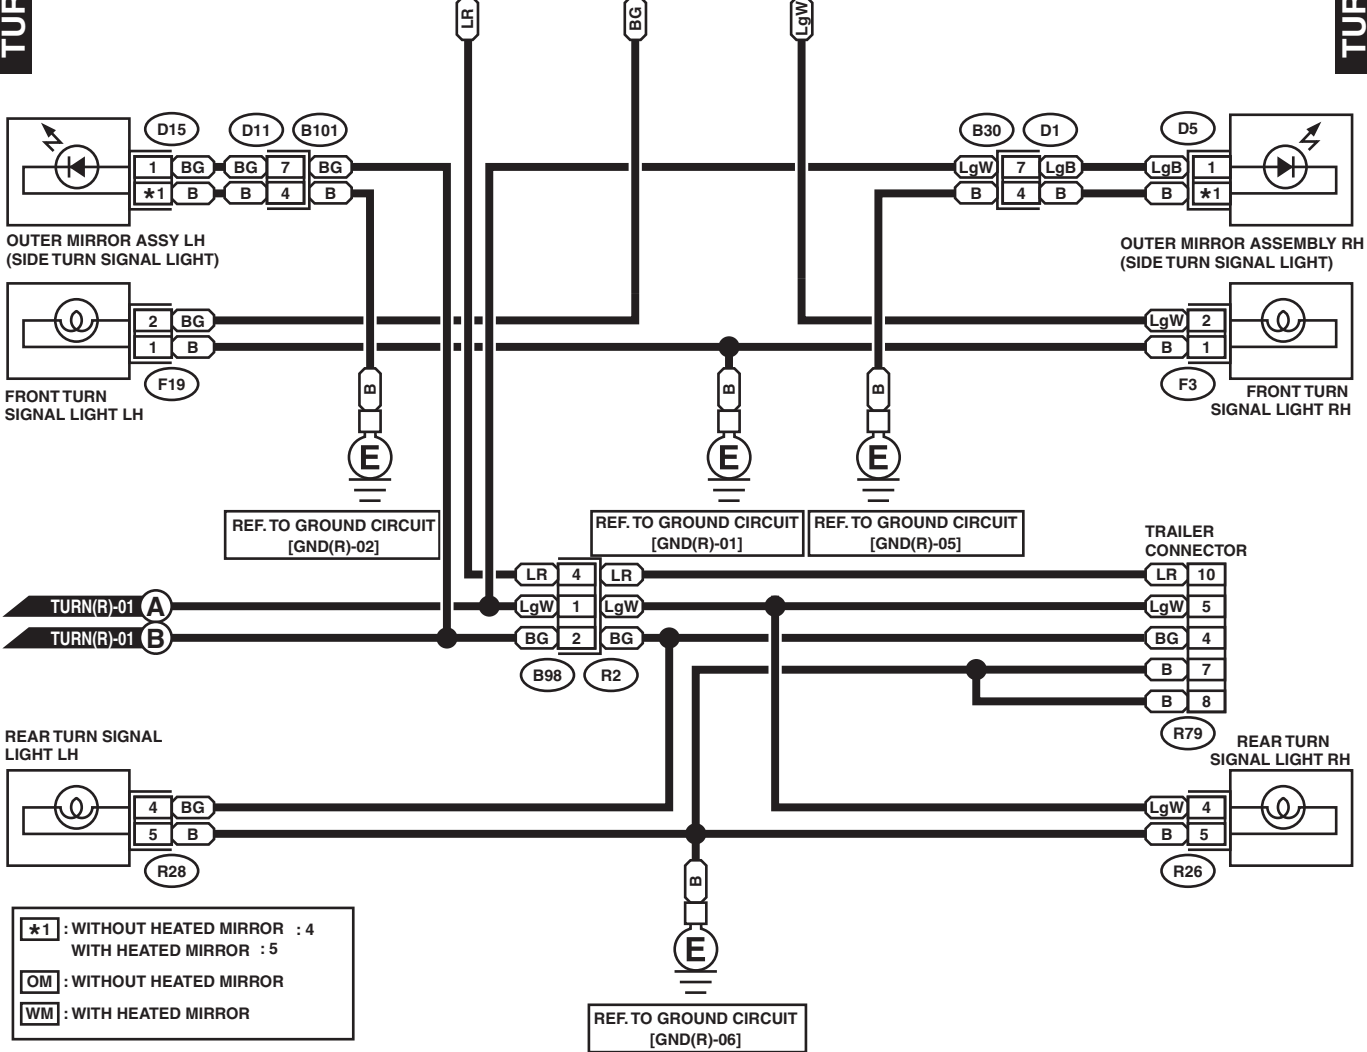 TUR
TUR
LR
BG
LgW
D15
D11
B101
B30
D1
D5
1 BG BG 7 BG
LgW 7 LgB LgB 1
*1 B B 4 B
B 4 B B *1
OUTER MIRROR ASSY LH
(SIDE TURN SIGNAL LIGHT)
OUTER MIRROR ASSEMBLY RH
(SIDE TURN SIGNAL LIGHT)
2 BG
LgW 2
1 B
B 1
F19
F3
FRONT TURN
SIGNAL LIGHT LH
FRONT TURN
SIGNAL LIGHT RH
B
B
B
E
E
E
REF. TO GROUND CIRCUIT
[GND(R)-02]
REF. TO GROUND CIRCUIT
[GND(R)-01]
REF. TO GROUND CIRCUIT
[GND(R)-05]
TRAILER
CONNECTOR
LR 4 LR
LR 10
TURN(R)-01 A
LgW 1 LgW
LgW 5
TURN(R)-01 B
BG 2 BG
BG 4
B 7
B98
R2
B 8
R79
REAR TURN SIGNAL
LIGHT LH
REAR TURN
SIGNAL LIGHT RH
4 BG
LgW 4
5 B
B 5
R28
R26
B
E
*1 : WITHOUT HEATED MIRROR : 4
WITH HEATED MIRROR : 5
OM : WITHOUT HEATED MIRROR
WM : WITH HEATED MIRROR
REF. TO GROUND CIRCUIT
[GND(R)-06]